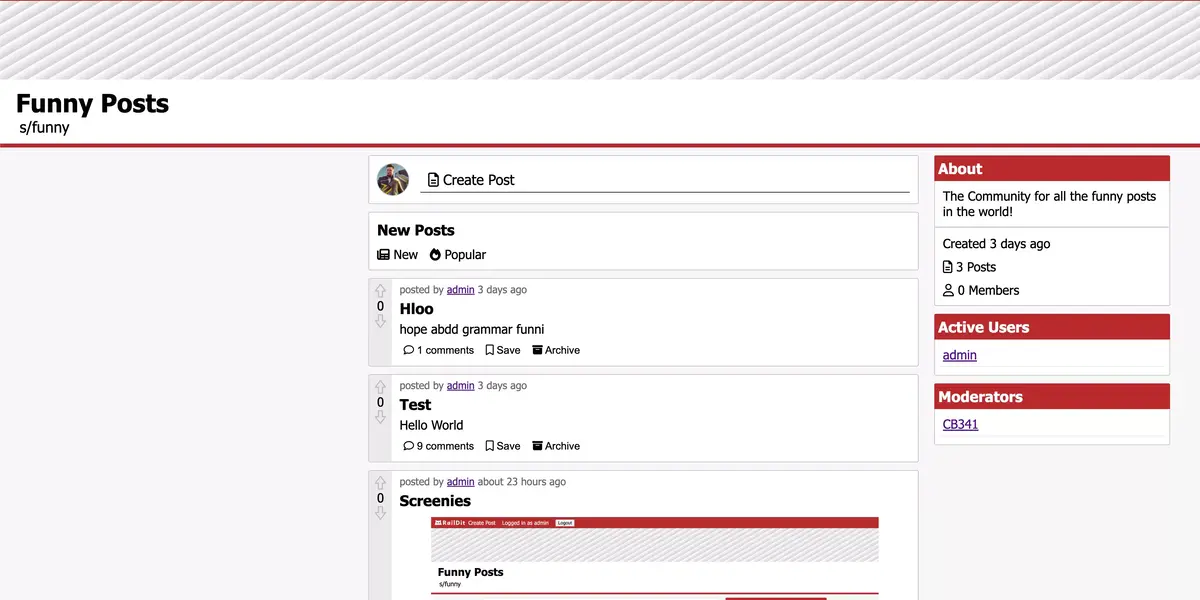 Funny Posts
s/funny
Create Post
New Posts
New Popular
posted by admin 3 days ago
0
Hloo
hope abdd grammar funni
1 comments Save Archive
posted by admin 3 days ago
0
Test
Hello World
9 comments Save Archive
posted by admin about 23 hours ago
0
Screenies
RailDit Create Post Logged in as admin Logout
Funny Posts
s/funny
About
The Community for all the funny posts
in the world!
Created 3 days ago
3 Posts
0 Members
Active Users
admin
Moderators
CB341